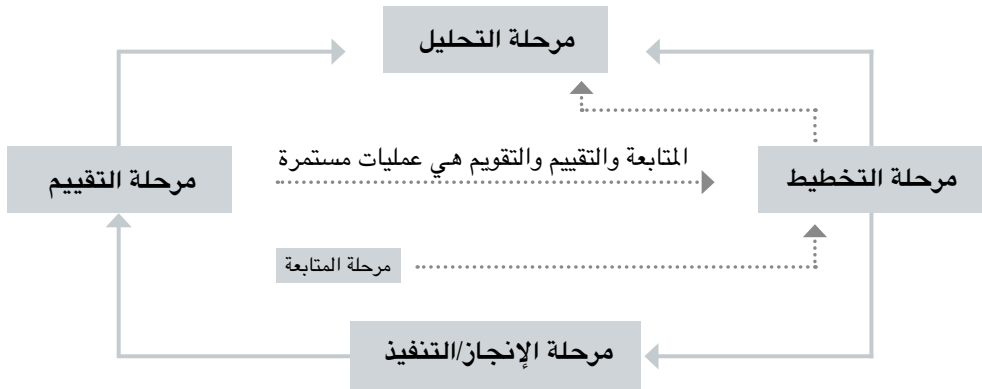 مرحلة التحليل
المتابعة والتقييم والتقويم هي عمليات مستمرة
مرحلة التخطيط
مرحلة التقييم
مرحلة المتابعة
مرحلة الإنجاز/التنفيذ